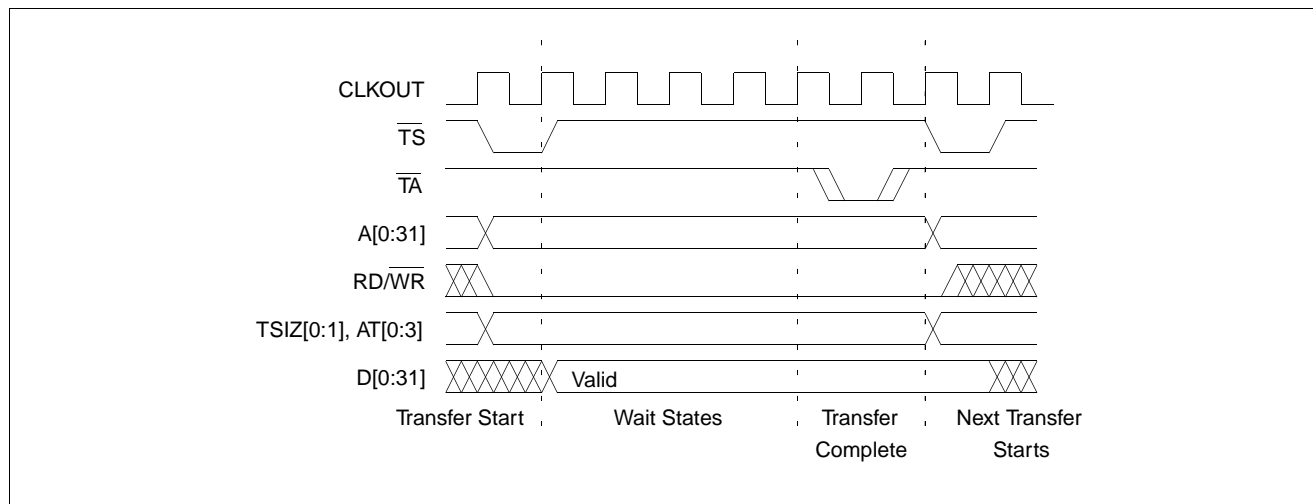 CLKOUT
TS
TA
A[0:31]
RD/WR
TSIZ[0:1], AT[0:3]
D[0:31]
Valid
Transfer Start
Wait States
Transfer
Complete
Next Transfer
Starts